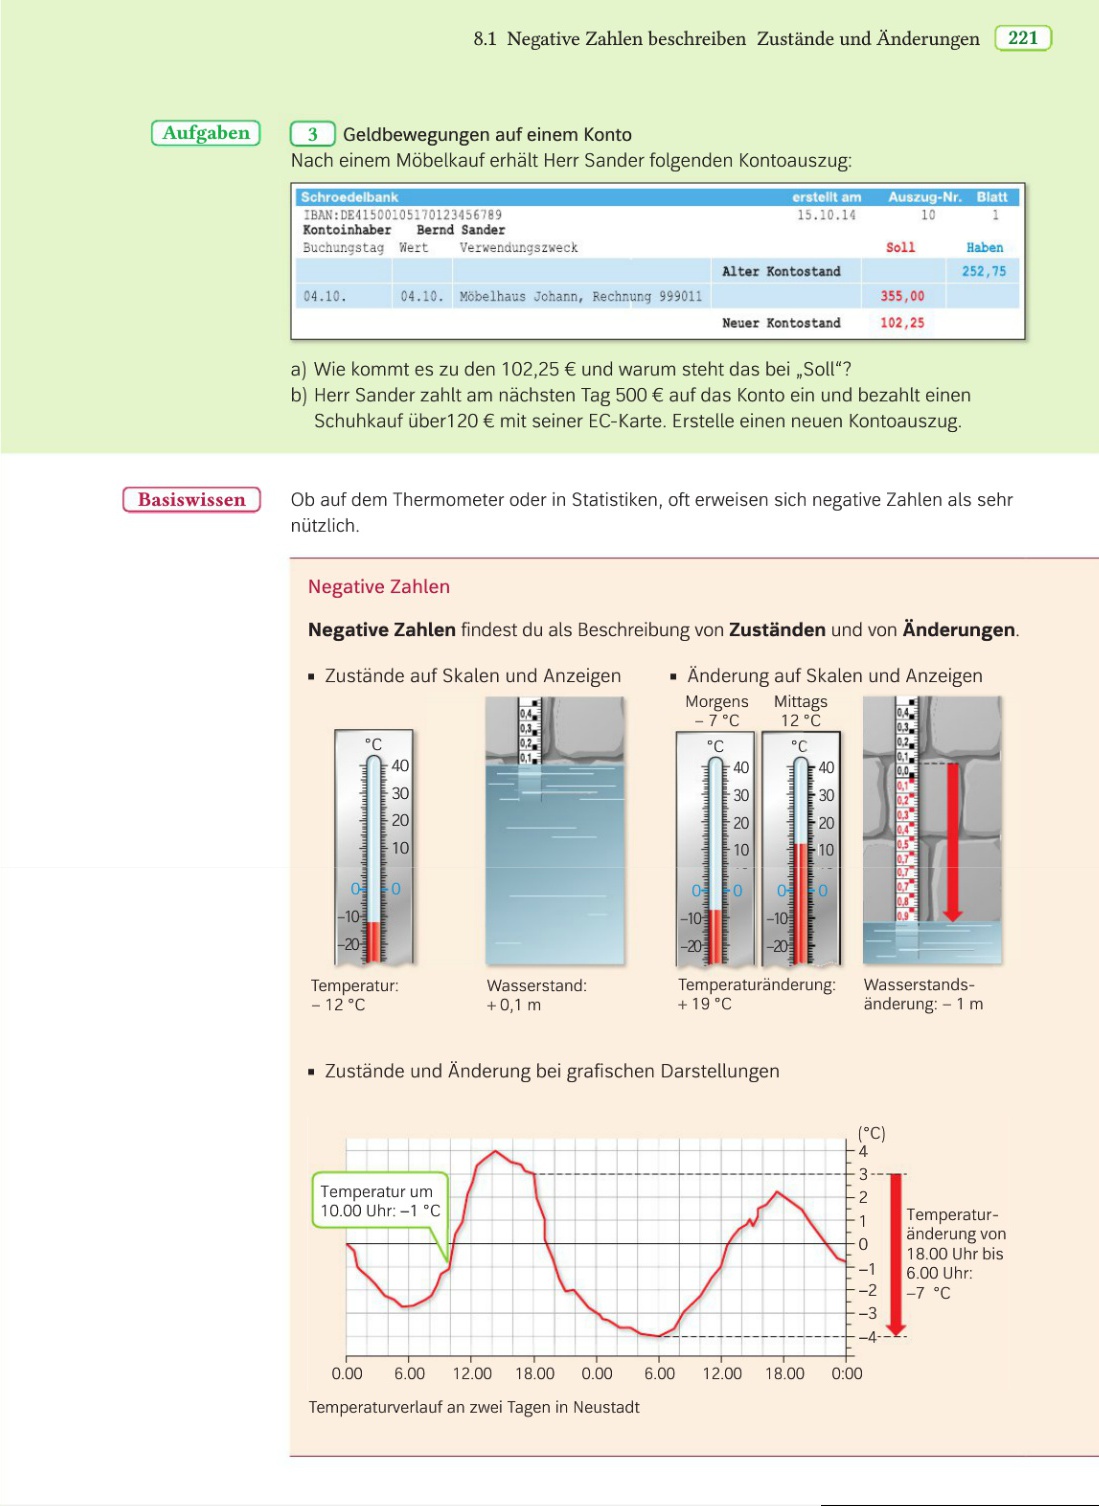 8.1 Negative Zahlen beschreiben Zustände und Änderungen 221
Aufgaben
3 Geldbewegungen auf einem Konto
Nach einem Möbelkauf erhält Herr Sander folgenden Kontoauszug:
Schroedelbank erstellt am Auszug-Nr. Blatt
IBAN:DE41500105170123456789 15.10.14 10 1
Kontoinhaber Bernd Sander
Buchungstag Wert Verwendungszweck Soll Haben
Alter Kontostand 252,75
04.10. 04.10. Möbelhaus Johann, Rechnung 999011 355,00
Neuer Kontostand 102,25
a) Wie kommt es zu den 102,25 € und warum steht das bei „Soll“?
b) Herr Sander zahlt am nächsten Tag 500 € auf das Konto ein und bezahlt einen
Schuhkauf über120 € mit seiner EC-Karte. Erstelle einen neuen Kontoauszug.
Basiswissen
Ob auf dem Thermometer oder in Statistiken, oft erweisen sich negative Zahlen als sehr
nützlich.
Negative Zahlen
Negative Zahlen findest du als Beschreibung von Zuständen und von Änderungen.
▪ Zustände auf Skalen und Anzeigen
°C
40
30
20
10
0 0
–10
–20
Temperatur:
– 12 °C
0,4
0,3
0,2
0,1
Wasserstand:
+ 0,1 m
▪ Änderung auf Skalen und Anzeigen
Morgens
– 7 °C
°C
40
30
20
10
0 0
–10
–20
Mittags
12 °C
°C
40
30
20
10
0 0
–10
–20
Temperaturänderung:
+ 19 °C
0,4
0,3
0,2
0,1
0,0
0,1
0,2
0,3
0,4
0,5
0,7
0,7
0,7
0,8
0,9
Wasserstands-
änderung: – 1 m
▪ Zustände und Änderung bei grafischen Darstellungen
Temperatur um
10.00 Uhr: –1 °C
(°C)
4
3
2
1
0
–1
–2
–3
–4
Temperatur-
änderung von
18.00 Uhr bis
6.00 Uhr:
–7 °C
0.00 6.00 12.00 18.00 0.00 6.00 12.00 18.00 0:00
Temperaturverlauf an zwei Tagen in Neustadt